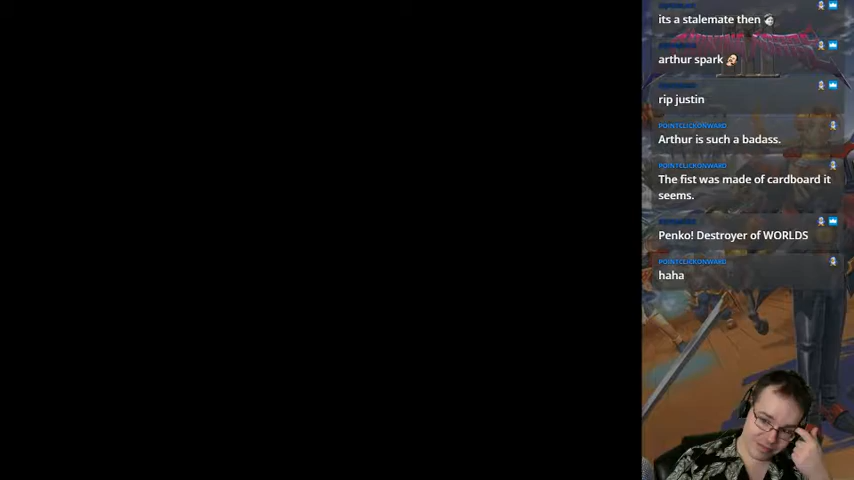 its a stalemate then
arthur spark
rip justin
POINTCLICKONWARD
Arthur is such a badass.
POINTCLICKONWARD
The fist was made of cardboard it
seems.
Penko! Destroyer of WORLDS
POINTCLICKONWARD
haha